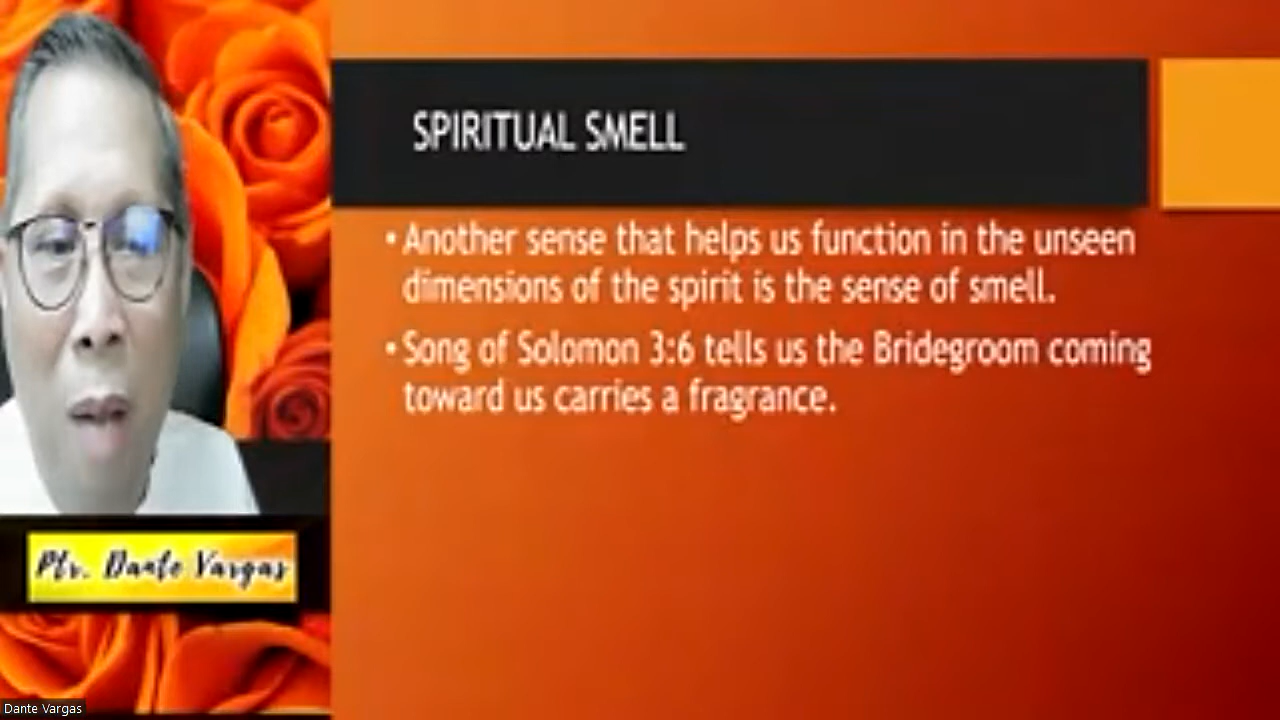 SPIRITUAL SMELL
• Another sense that helps us function in the unseen
dimensions of the spirit is the sense of smell.
• Song of Solomon 3:6 tells us the Bridegroom coming
toward us carries a fragrance.
Ptr. Dante Vargas
Dante Vargas